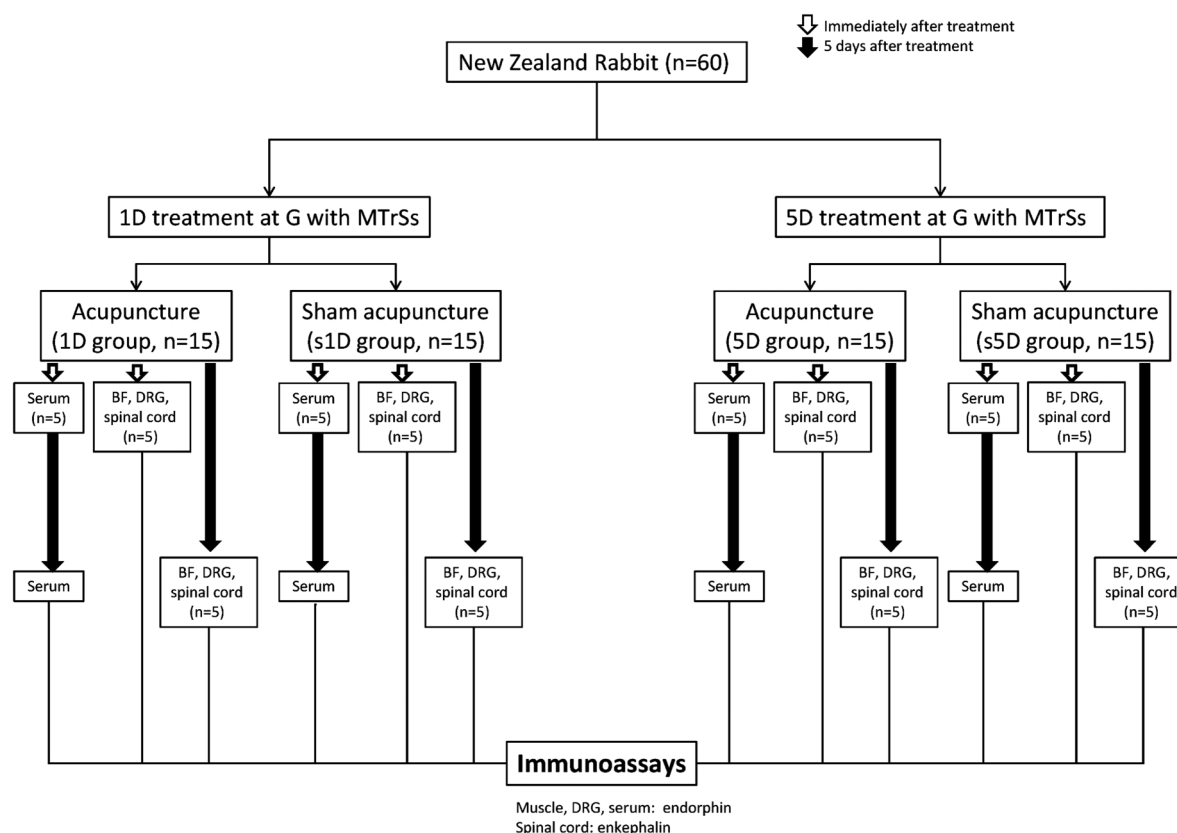 Immediately after treatment
5 days after treatment
New Zealand Rabbit (n=60)
1D treatment at G with MTrSs
5D treatment at G with MTrSs
Acupuncture
(1D group, n=15)
Sham acupuncture
(s1D group, n=15)
Acupuncture
(5D group, n=15)
Sham acupuncture
(s5D group, n=15)
Serum
(n=5)
BF, DRG,
spinal cord
(n=5)
Serum
(n=5)
BF, DRG,
spinal cord
(n=5)
Serum
(n=5)
BF, DRG,
spinal cord
(n=5)
Serum
(n=5)
BF, DRG,
spinal cord
(n=5)
Serum
BF, DRG,
spinal cord
(n=5)
Serum
BF, DRG,
spinal cord
(n=5)
Serum
BF, DRG,
spinal cord
(n=5)
Serum
BF, DRG,
spinal cord
(n=5)
Immunoassays
Muscle, DRG, serum: endorphin
Spinal cord: enkephalin